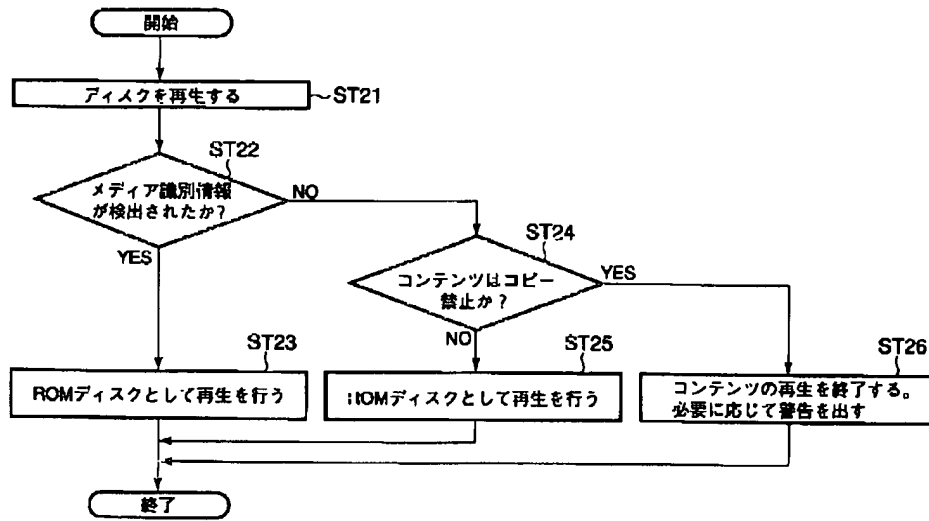 開始
ディスクを再生する
ST21
ST22
メディア識別情報
が検出されたか?
NO
YES
ST24
コンテンツはコピー
禁止か?
YES
NO
ST23
ROMディスクとして再生を行う
ST25
ROMディスクとして再生を行う
ST26
コンテンツの再生を終了する。
必要に応じて警告を出す
終了